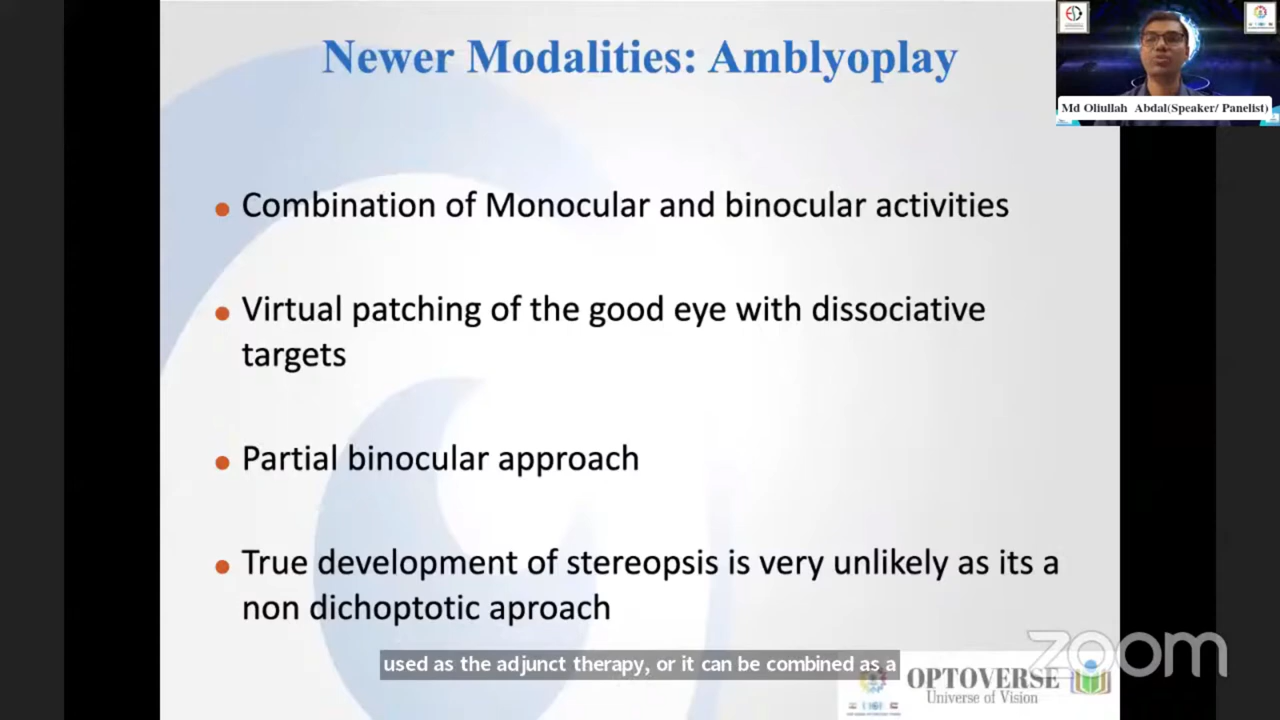 Newer Modalities: Amblyoplay
Md Oliullah Abdal(Speaker/ Panelist)
• Combination of Monocular and binocular activities
• Virtual patching of the good eye with dissociative
targets
• Partial binocular approach
• True development of stereopsis is very unlikely as its a
non dichoptotic aproach
used as the adjunct therapy, or it can be combined as a
zoom
OPTOVERSE
Universe of Vision